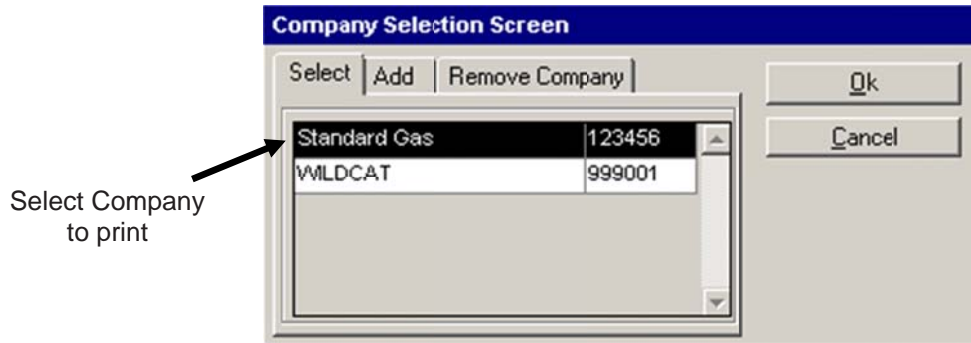 Company Selection Screen
Select Add Remove Company
Ok
Standard Gas 123456
Cancel
WILDCAT 999001
Select Company
to print